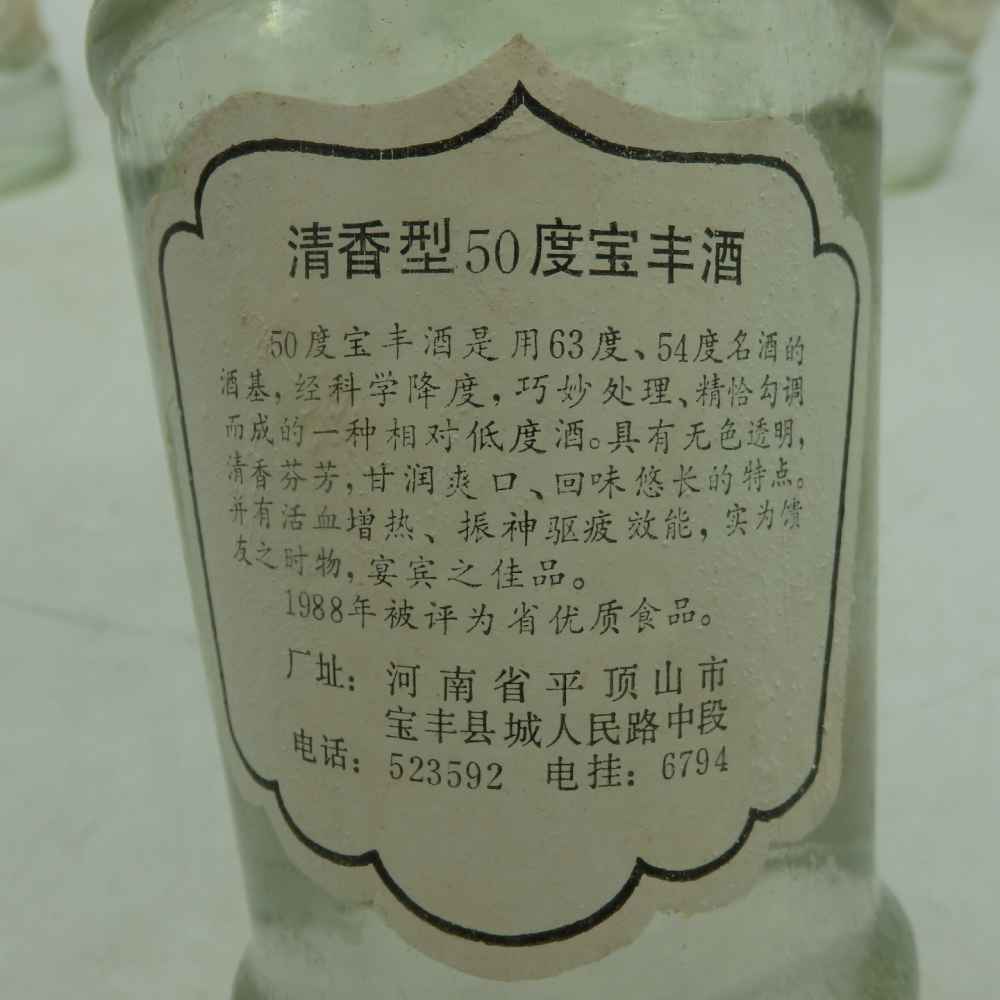 清香型50度宝丰酒
50度宝丰酒是用63度、54度名酒的
酒基，经科学降度，巧妙处理、精恰勾调
而成的一种相对低度酒。具有无色透明，
清香芬芳，甘润爽口、回味悠长的特点。
并有活血增热、振神驱疲效能，实为馈
友之时物，宴宾之佳品。
1988年被评为省优质食品。
厂址：河南省平顶山市
宝丰县城人民路中段
电话：523592 电挂：6794